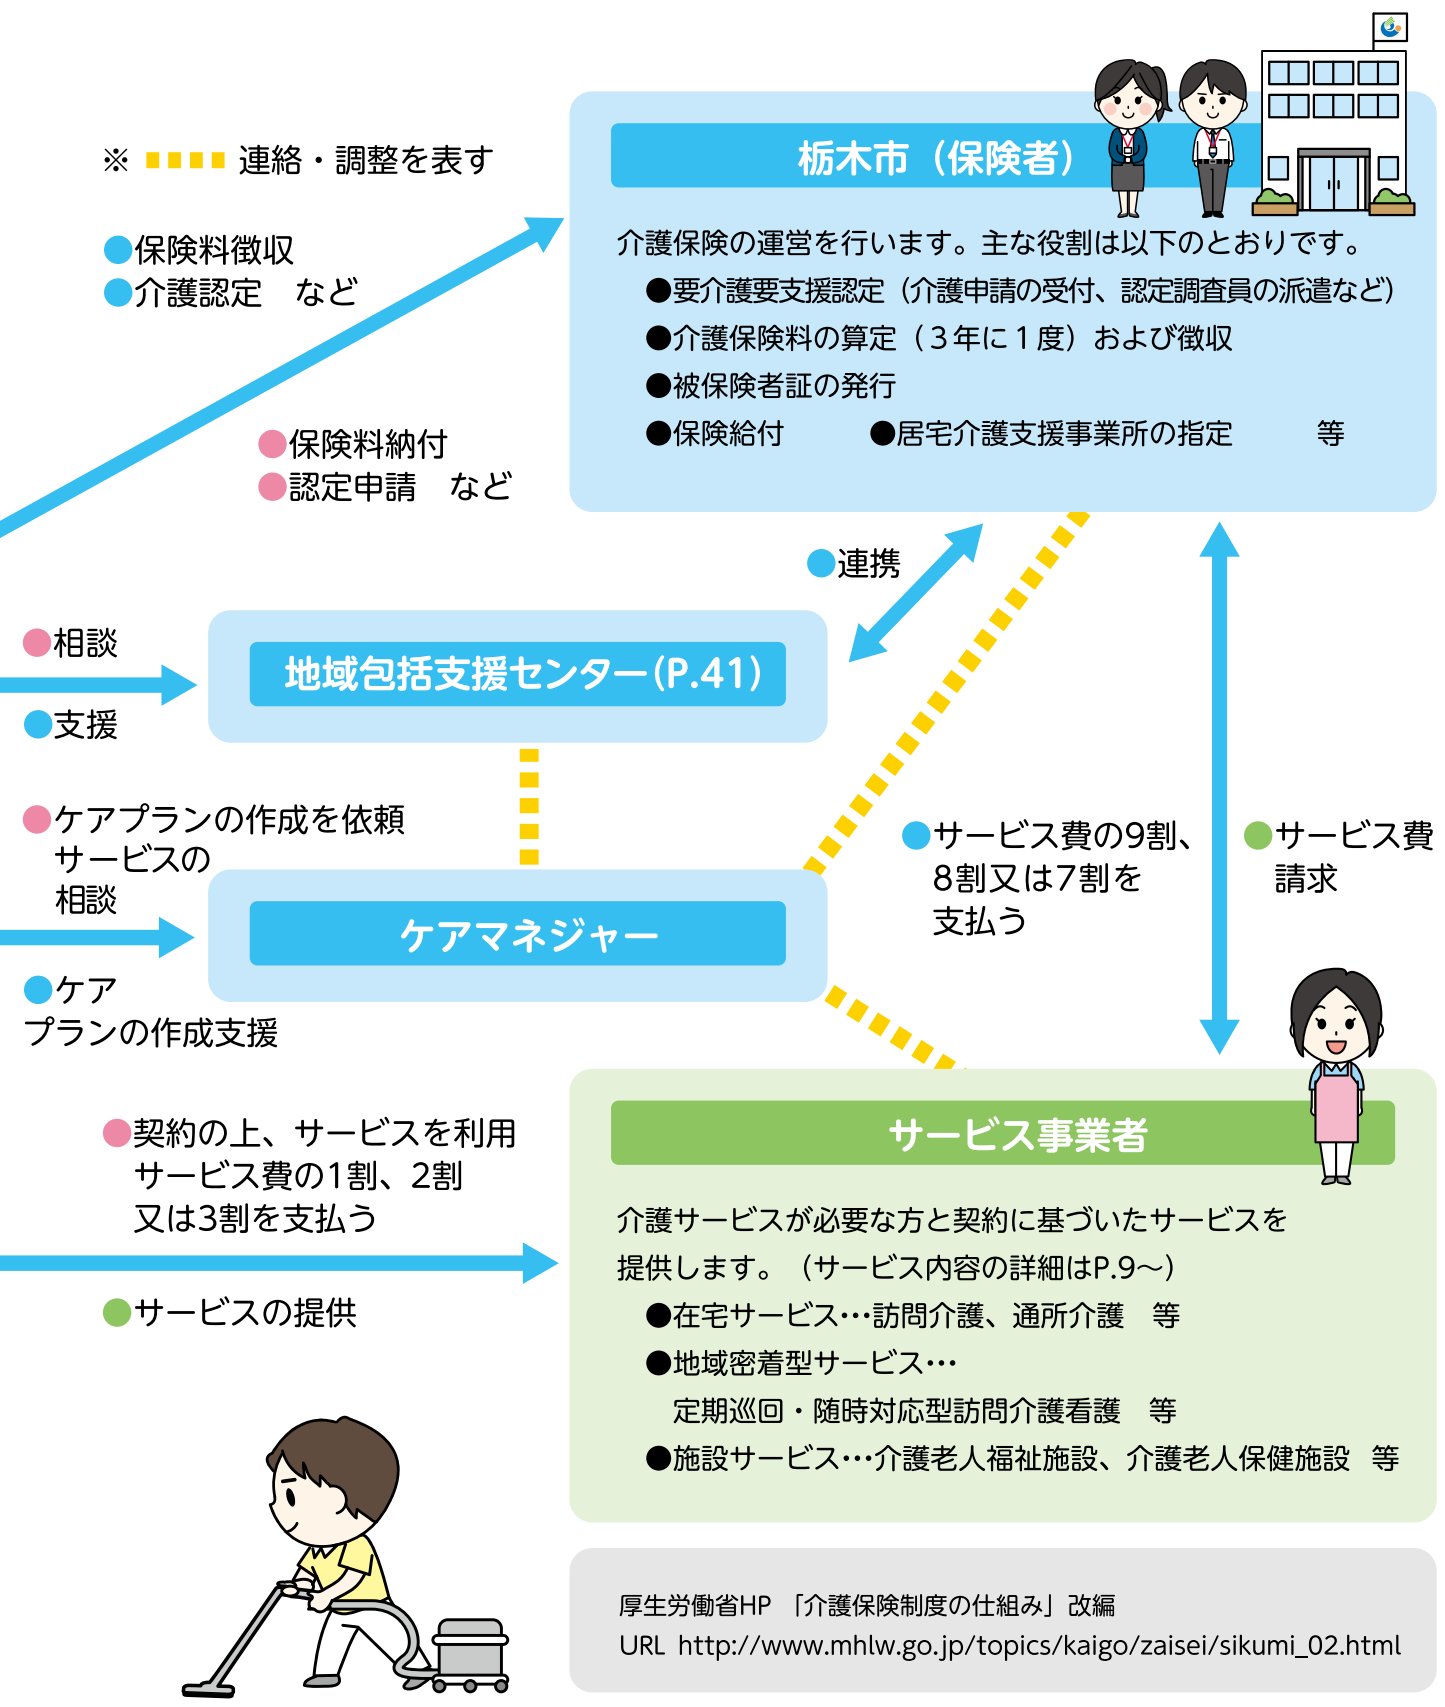 ※ 連絡・調整を表す
●保険料徴収
●介護認定　など
●保険料納付
●認定申請　など
栃木市（保険者）
介護保険の運営を行います。主な役割は以下のとおりです。
●要介護要支援認定（介護申請の受付、認定調査員の派遣など）
●介護保険料の算定（３年に１度）および徴収
●被保険者証の発行
●保険給付　　　●居宅介護支援事業所の指定　　　等
●連携
●相談
●支援
地域包括支援センター(P.41)
●ケアプランの作成を依頼
サービスの
相談
●ケア
プランの作成支援
ケアマネジャー
●サービス費の9割、
8割又は7割を
支払う
●サービス費
請求
●契約の上、サービスを利用
サービス費の1割、2割
又は3割を支払う
●サービスの提供
サービス事業者
介護サービスが必要な方と契約に基づいたサービスを
提供します。（サービス内容の詳細はP.9〜）
●在宅サービス…訪問介護、通所介護　等
●地域密着型サービス…
定期巡回・随時対応型訪問介護看護　等
●施設サービス…介護老人福祉施設、介護老人保健施設　等
厚生労働省HP　「介護保険制度の仕組み」改編
URL http://www.mhlw.go.jp/topics/kaigo/zaisei/sikumi_02.html